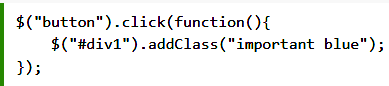 $("button").click(function(){
    $("#div1").addClass("important blue");
});